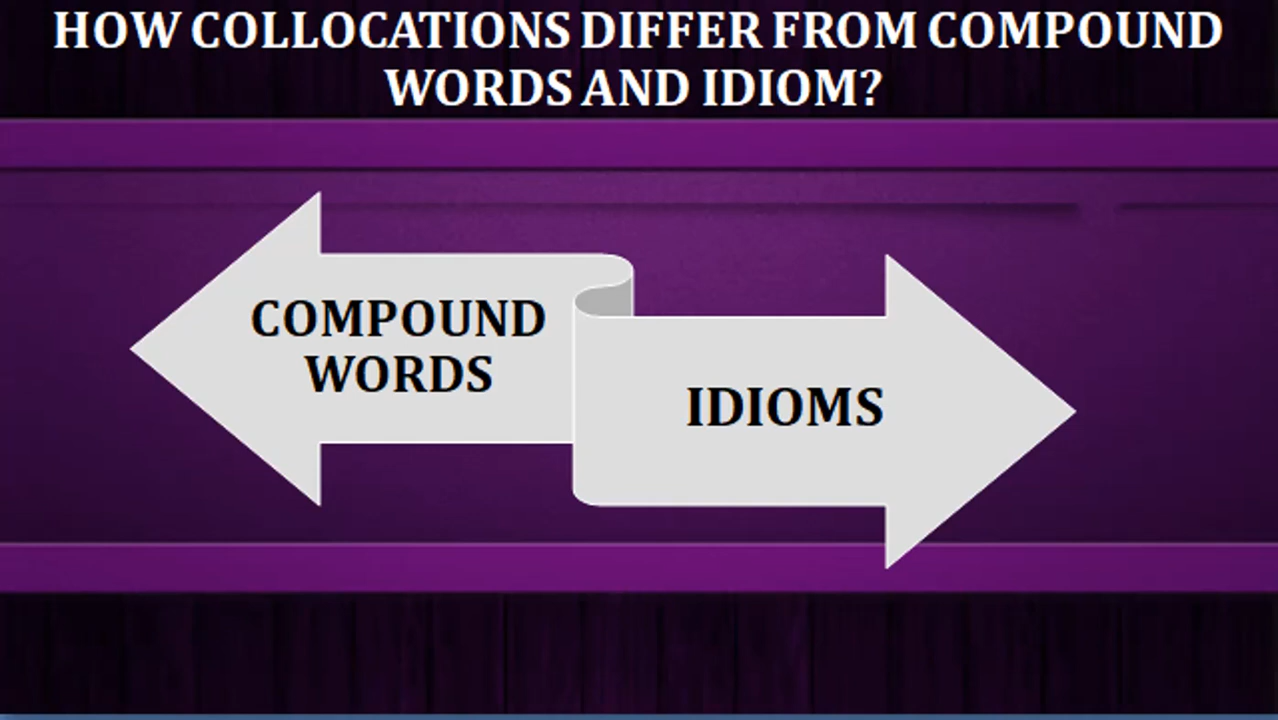 HOW COLLOCATIONS DIFFER FROM COMPOUND
WORDS AND IDIOM?
COMPOUND
WORDS
IDIOMS